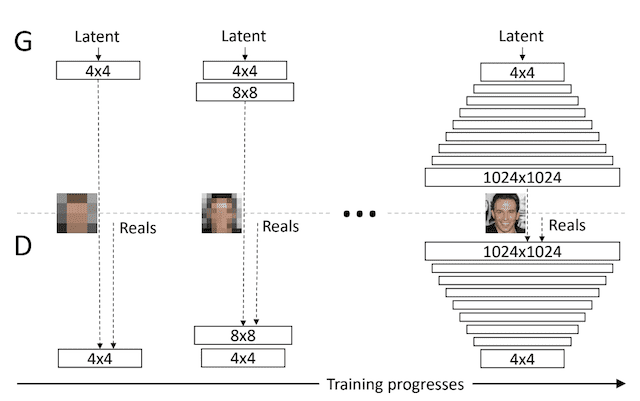 G
Latent
4x4
Latent
4x4
8x8
Latent
4x4
1024x1024
Reals
Reals
...
Reals
D
4x4
8x8
4x4
1024x1024
4x4
Training progresses